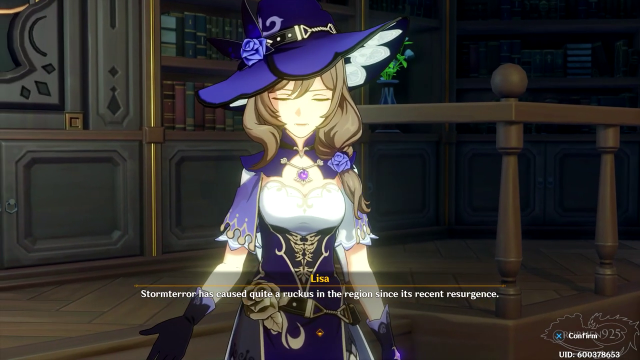 Lisa
Stormterror has caused quite a ruckus in the region since its recent resurgence.
Confirm
UID: 600378653